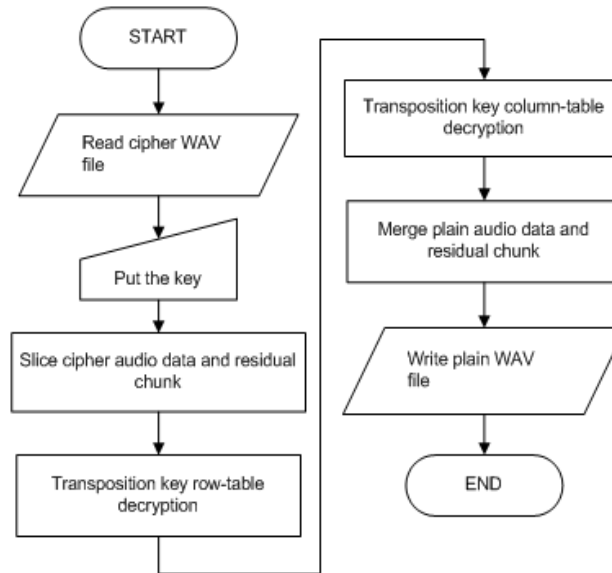 START
Read cipher WAV
file
Put the key
Slice cipher audio data and residual
chunk
Transposition key row-table
decryption
Transposition key column-table
decryption
Merge plain audio data and
residual chunk
Write plain WAV
file
END